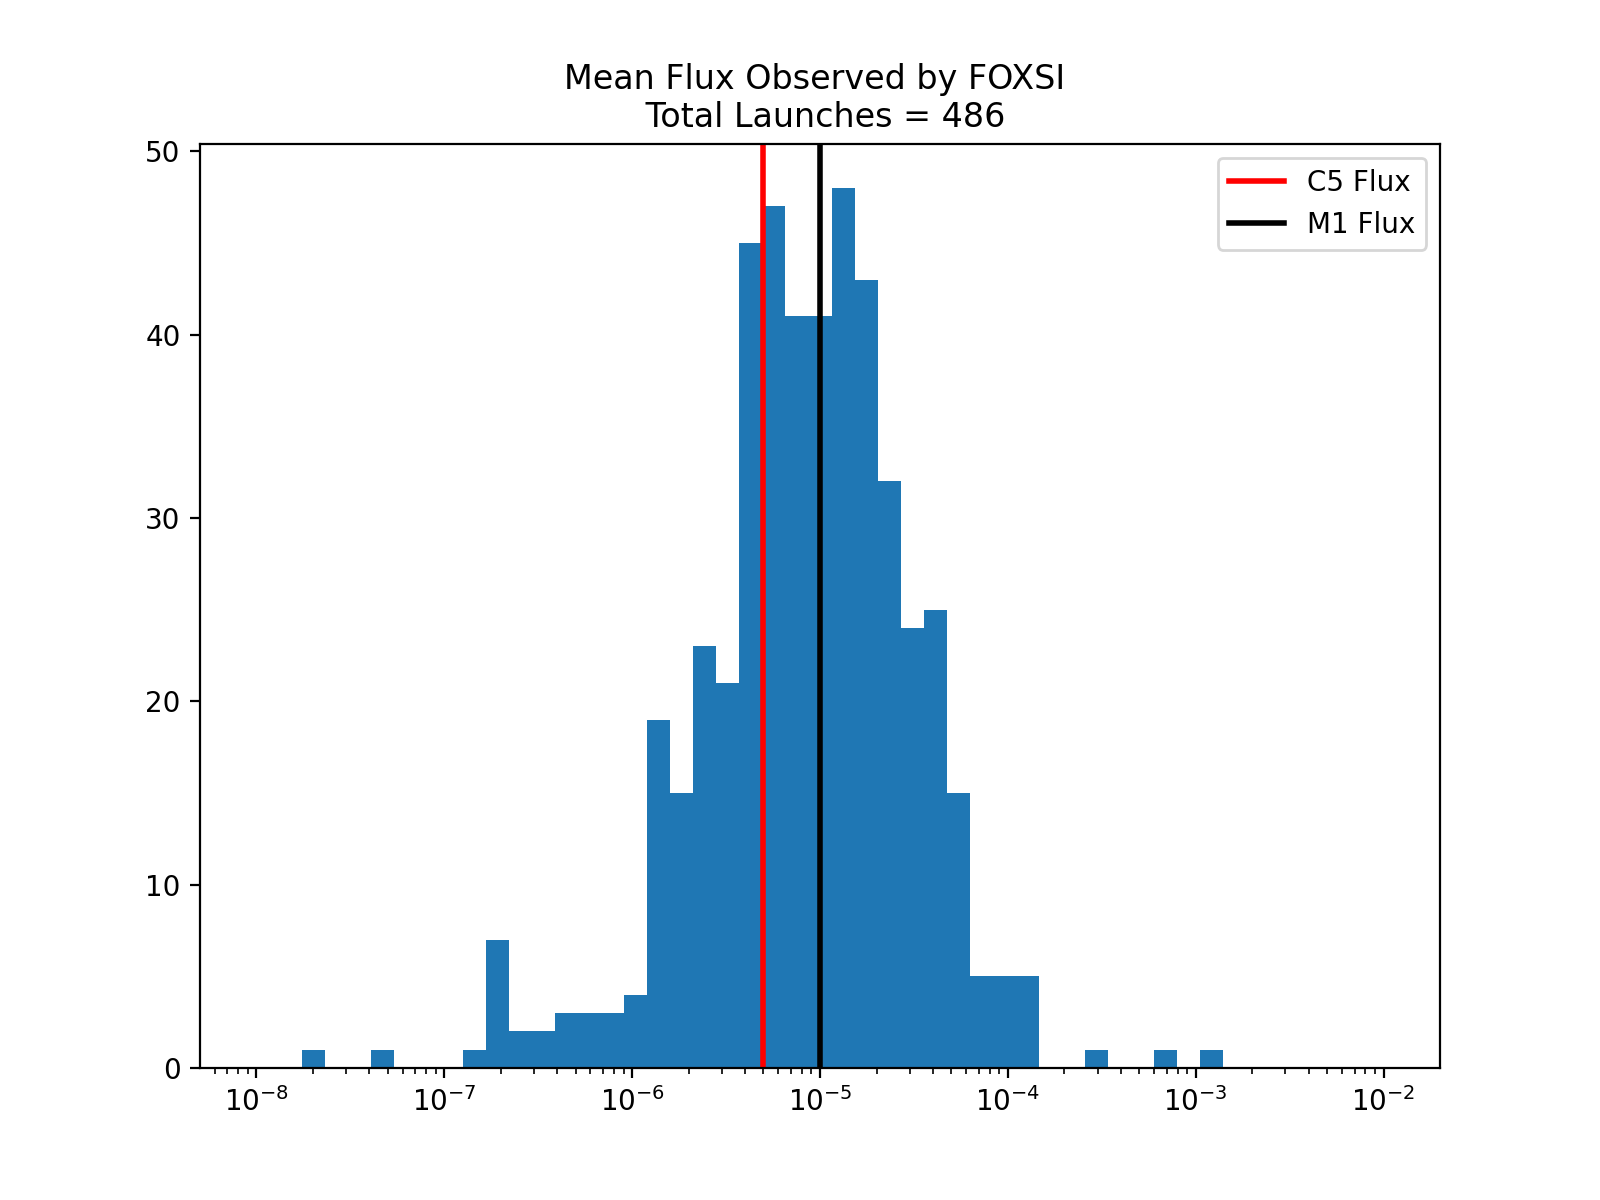 Mean Flux Observed by FOXSI
Total Launches = 486
C5 Flux
M1 Flux
50
40
30
20
10
0
10⁻⁸ 10⁻⁷ 10⁻⁶ 10⁻⁵ 10⁻⁴ 10⁻³ 10⁻²